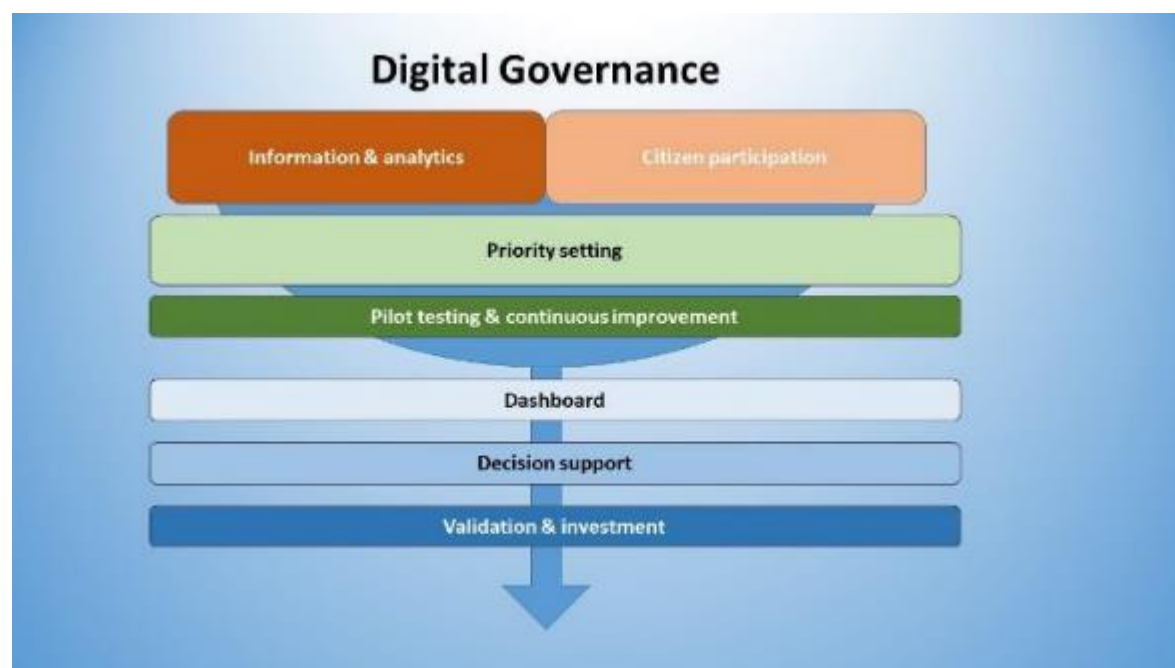 Digital Governance
Information & analytics
Citizen participation
Priority setting
Pilot testing & continuous improvement
Dashboard
Decision support
Validation & investment